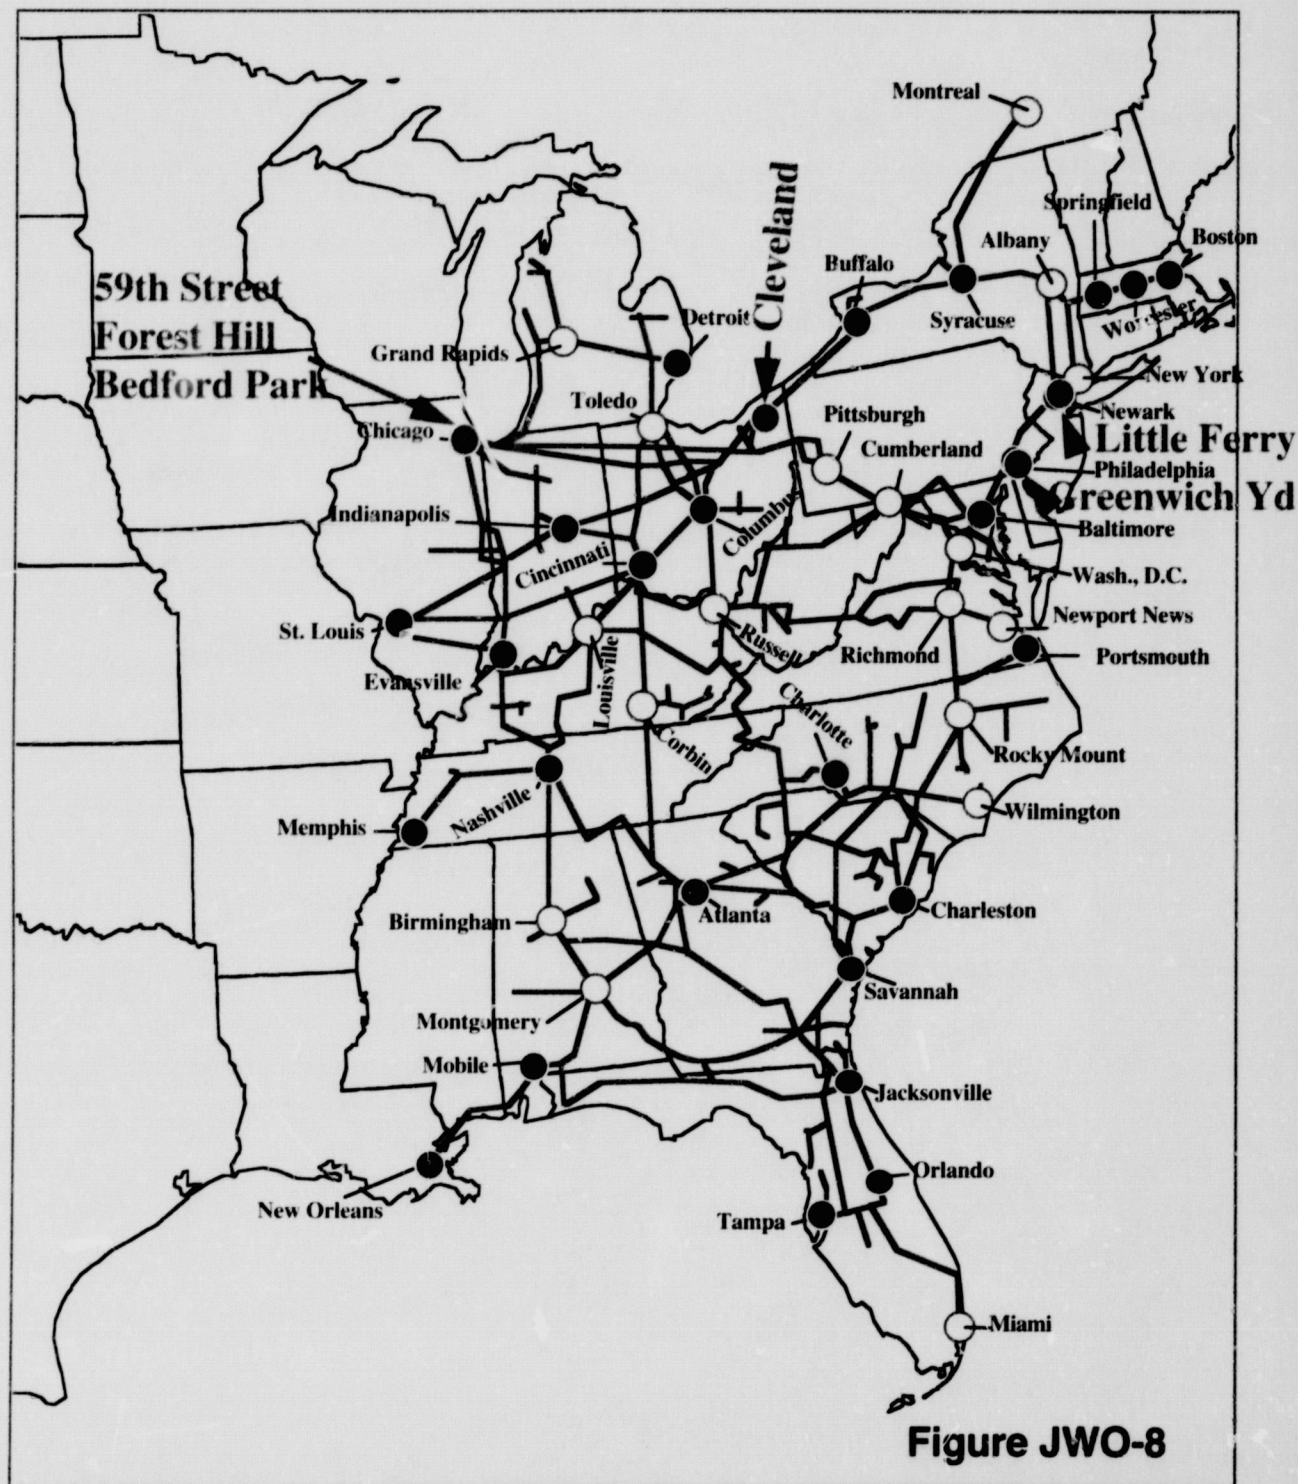 Montreal
Cleveland
Springfield
Albany
Boston
Buffalo
59th Street
Forest Hill
Bedford Park
Detroit
Syracuse
Worcester
Grand Rapids
New York
Toledo
Pittsburgh
Newark
Chicago
Cumberland
Little Ferry
Philadelphia
Greenwich Yd
Indianapolis
Columbus
Baltimore
Cincinnati
Wash., D.C.
Newport News
St. Louis
Russell
Richmond
Portsmouth
Evansville
Louisville
Charlotte
Corbin
Rocky Mount
Nashville
Wilmington
Memphis
Birmingham
Atlanta
Charleston
Savannah
Montgomery
Mobile
Jacksonville
Orlando
New Orleans
Tampa
Miami
Figure JWO-8